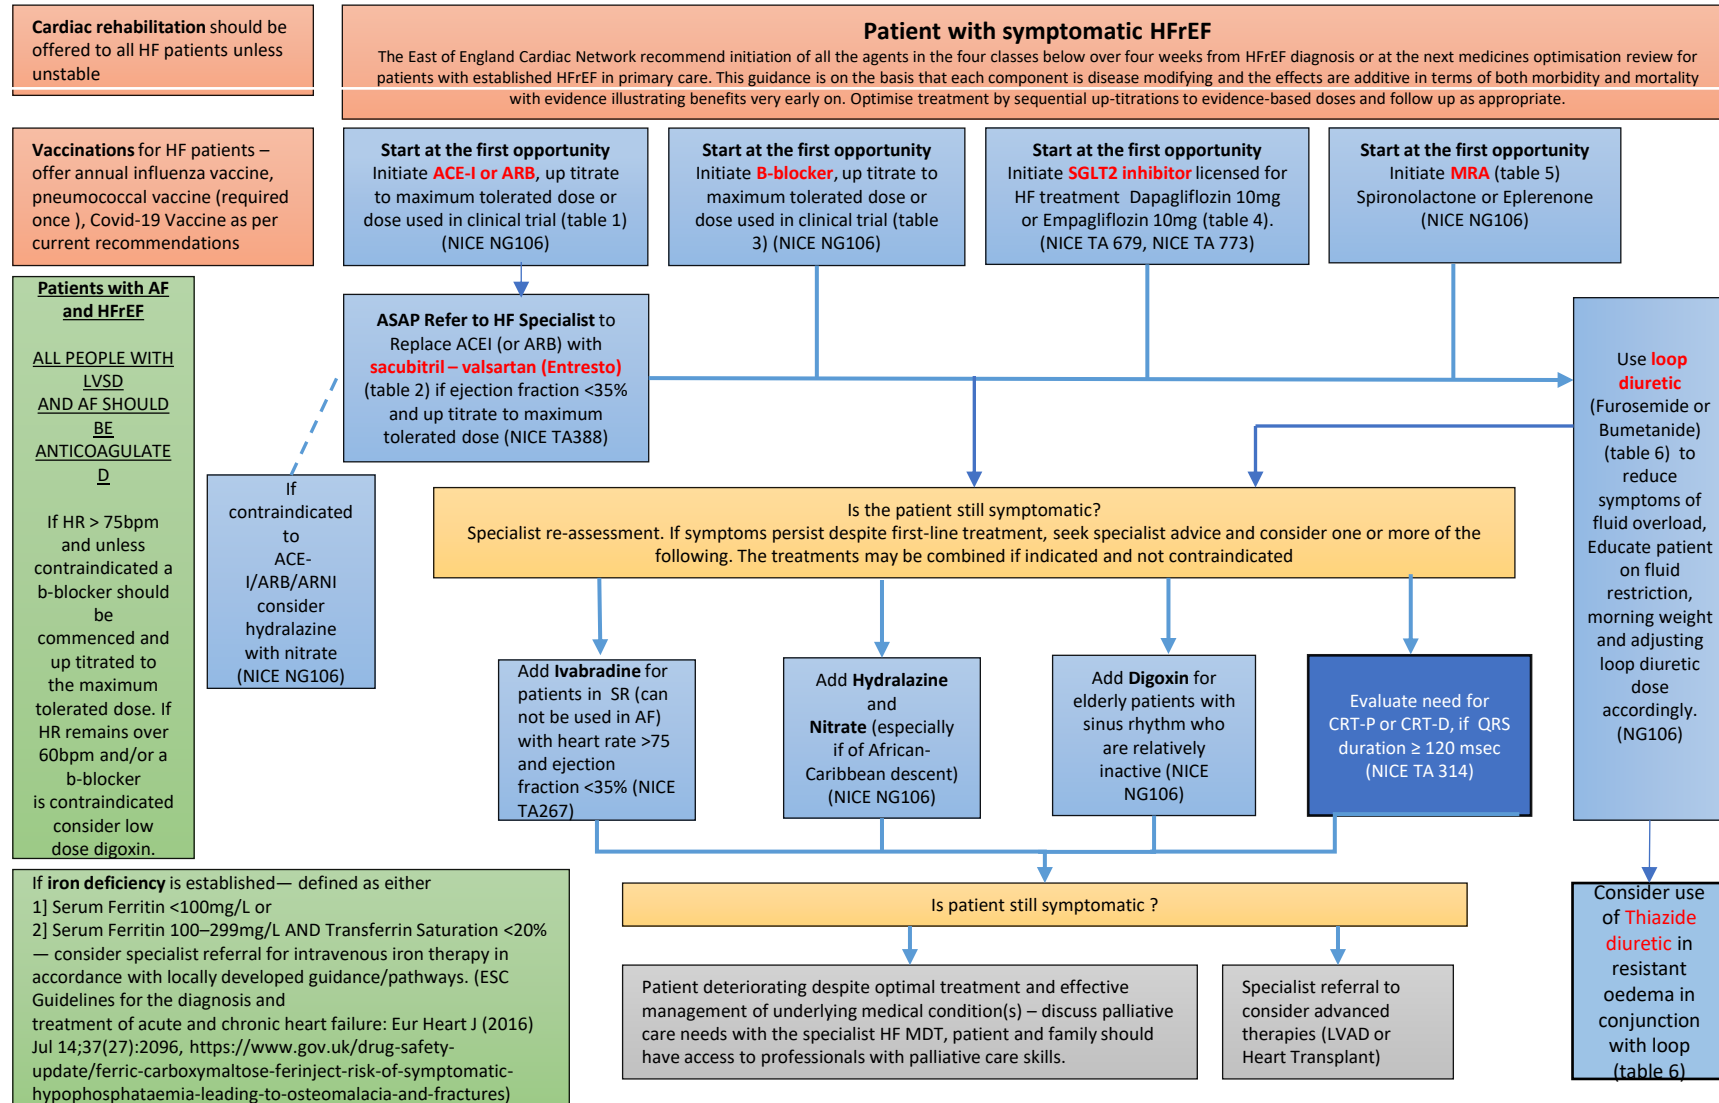 Cardiac rehabilitation should be
offered to all HF patients unless
unstable
Patient with symptomatic HFrEF
The East of England Cardiac Network recommend initiation of all the agents in the four classes below over four weeks from HFrEF diagnosis or at the next medicines optimisation review for
patients with established HFrEF in primary care. This guidance is on the basis that each component is disease modifying and the effects are additive in terms of both morbidity and mortality
with evidence illustrating benefits very early on. Optimise treatment by sequential up-titrations to evidence-based doses and follow up as appropriate.
Vaccinations for HF patients –
offer annual influenza vaccine,
pneumococcal vaccine (required
once ), Covid-19 Vaccine as per
current recommendations
Start at the first opportunity
Initiate ACE-I or ARB, up titrate
to maximum tolerated dose or
dose used in clinical trial (table 1)
(NICE NG106)
Start at the first opportunity
Initiate B-blocker, up titrate to
maximum tolerated dose or
dose used in clinical trial (table
3) (NICE NG106)
Start at the first opportunity
Initiate SGLT2 inhibitor licensed for
HF treatment Dapagliflozin 10mg
or Empagliflozin 10mg (table 4).
(NICE TA 679, NICE TA 773)
Start at the first opportunity
Initiate MRA (table 5)
Spironolactone or Eplerenone
(NICE NG106)
Patients with AF
and HFrEF
ALL PEOPLE WITH
LVSD
AND AF SHOULD
BE
ANTICOAGULATE
D
If HR > 75bpm
and unless
contraindicated a
b-blocker should
be
commenced and
up titrated to
the maximum
tolerated dose. If
HR remains over
60bpm and/or a
b-blocker
is contraindicated
consider low
dose digoxin.
ASAP Refer to HF Specialist to
Replace ACEI (or ARB) with
sacubitril – valsartan (Entresto)
(table 2) if ejection fraction <35%
and up titrate to maximum
tolerated dose (NICE TA388)
If
contraindicated
to
ACE-
I/ARB/ARNI
consider
hydralazine
with nitrate
(NICE NG106)
Use loop
diuretic
(Furosemide or
Bumetanide)
(table 6) to
reduce
symptoms of
fluid overload,
Educate patient
on fluid
restriction,
morning weight
and adjusting
loop diuretic
dose
accordingly.
(NG106)
Is the patient still symptomatic?
Specialist re-assessment. If symptoms persist despite first-line treatment, seek specialist advice and consider one or more of the
following. The treatments may be combined if indicated and not contraindicated
Add Ivabradine for
patients in SR (can
not be used in AF)
with heart rate >75
and ejection
fraction <35% (NICE
TA267)
Add Hydralazine
and
Nitrate (especially
if of African-
Caribbean descent)
(NICE NG106)
Add Digoxin for
elderly patients with
sinus rhythm who
are relatively
inactive (NICE
NG106)
Evaluate need for
CRT-P or CRT-D, if QRS
duration ≥ 120 msec
(NICE TA 314)
If iron deficiency is established— defined as either
1] Serum Ferritin <100mg/L or
2] Serum Ferritin 100–299mg/L AND Transferrin Saturation <20%
— consider specialist referral for intravenous iron therapy in
accordance with locally developed guidance/pathways. (ESC
Guidelines for the diagnosis and
treatment of acute and chronic heart failure: Eur Heart J (2016)
Jul 14;37(27):2096, https://www.gov.uk/drug-safety-
update/ferric-carboxymaltose-ferinject-risk-of-symptomatic-
hypophosphataemia-leading-to-osteomalacia-and-fractures)
Is patient still symptomatic ?
Patient deteriorating despite optimal treatment and effective
management of underlying medical condition(s) – discuss palliative
care needs with the specialist HF MDT, patient and family should
have access to professionals with palliative care skills.
Specialist referral to
consider advanced
therapies (LVAD or
Heart Transplant)
Consider use
of Thiazide
diuretic in
resistant
oedema in
conjunction
with loop
(table 6)